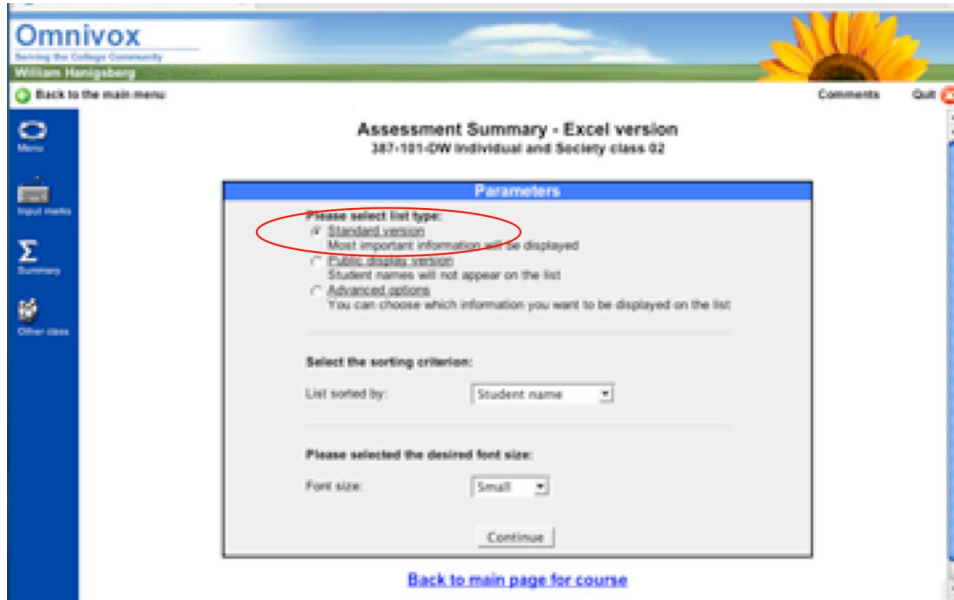 Omnivox
Serving the College Community
William Hanigsberg
Back to the main menu
Comments
Quit
Menu
Input marks
Summary
Other class
Assessment Summary - Excel version
387-101-DW Individual and Society class 02
Parameters
Please select list type:
Standard version
Most important information will be displayed
Public display version
Student names will not appear on the list
Advanced options
You can choose which information you want to be displayed on the list
Select the sorting criterion:
List sorted by: Student name
Please selected the desired font size:
Font size: Small
Continue
Back to main page for course